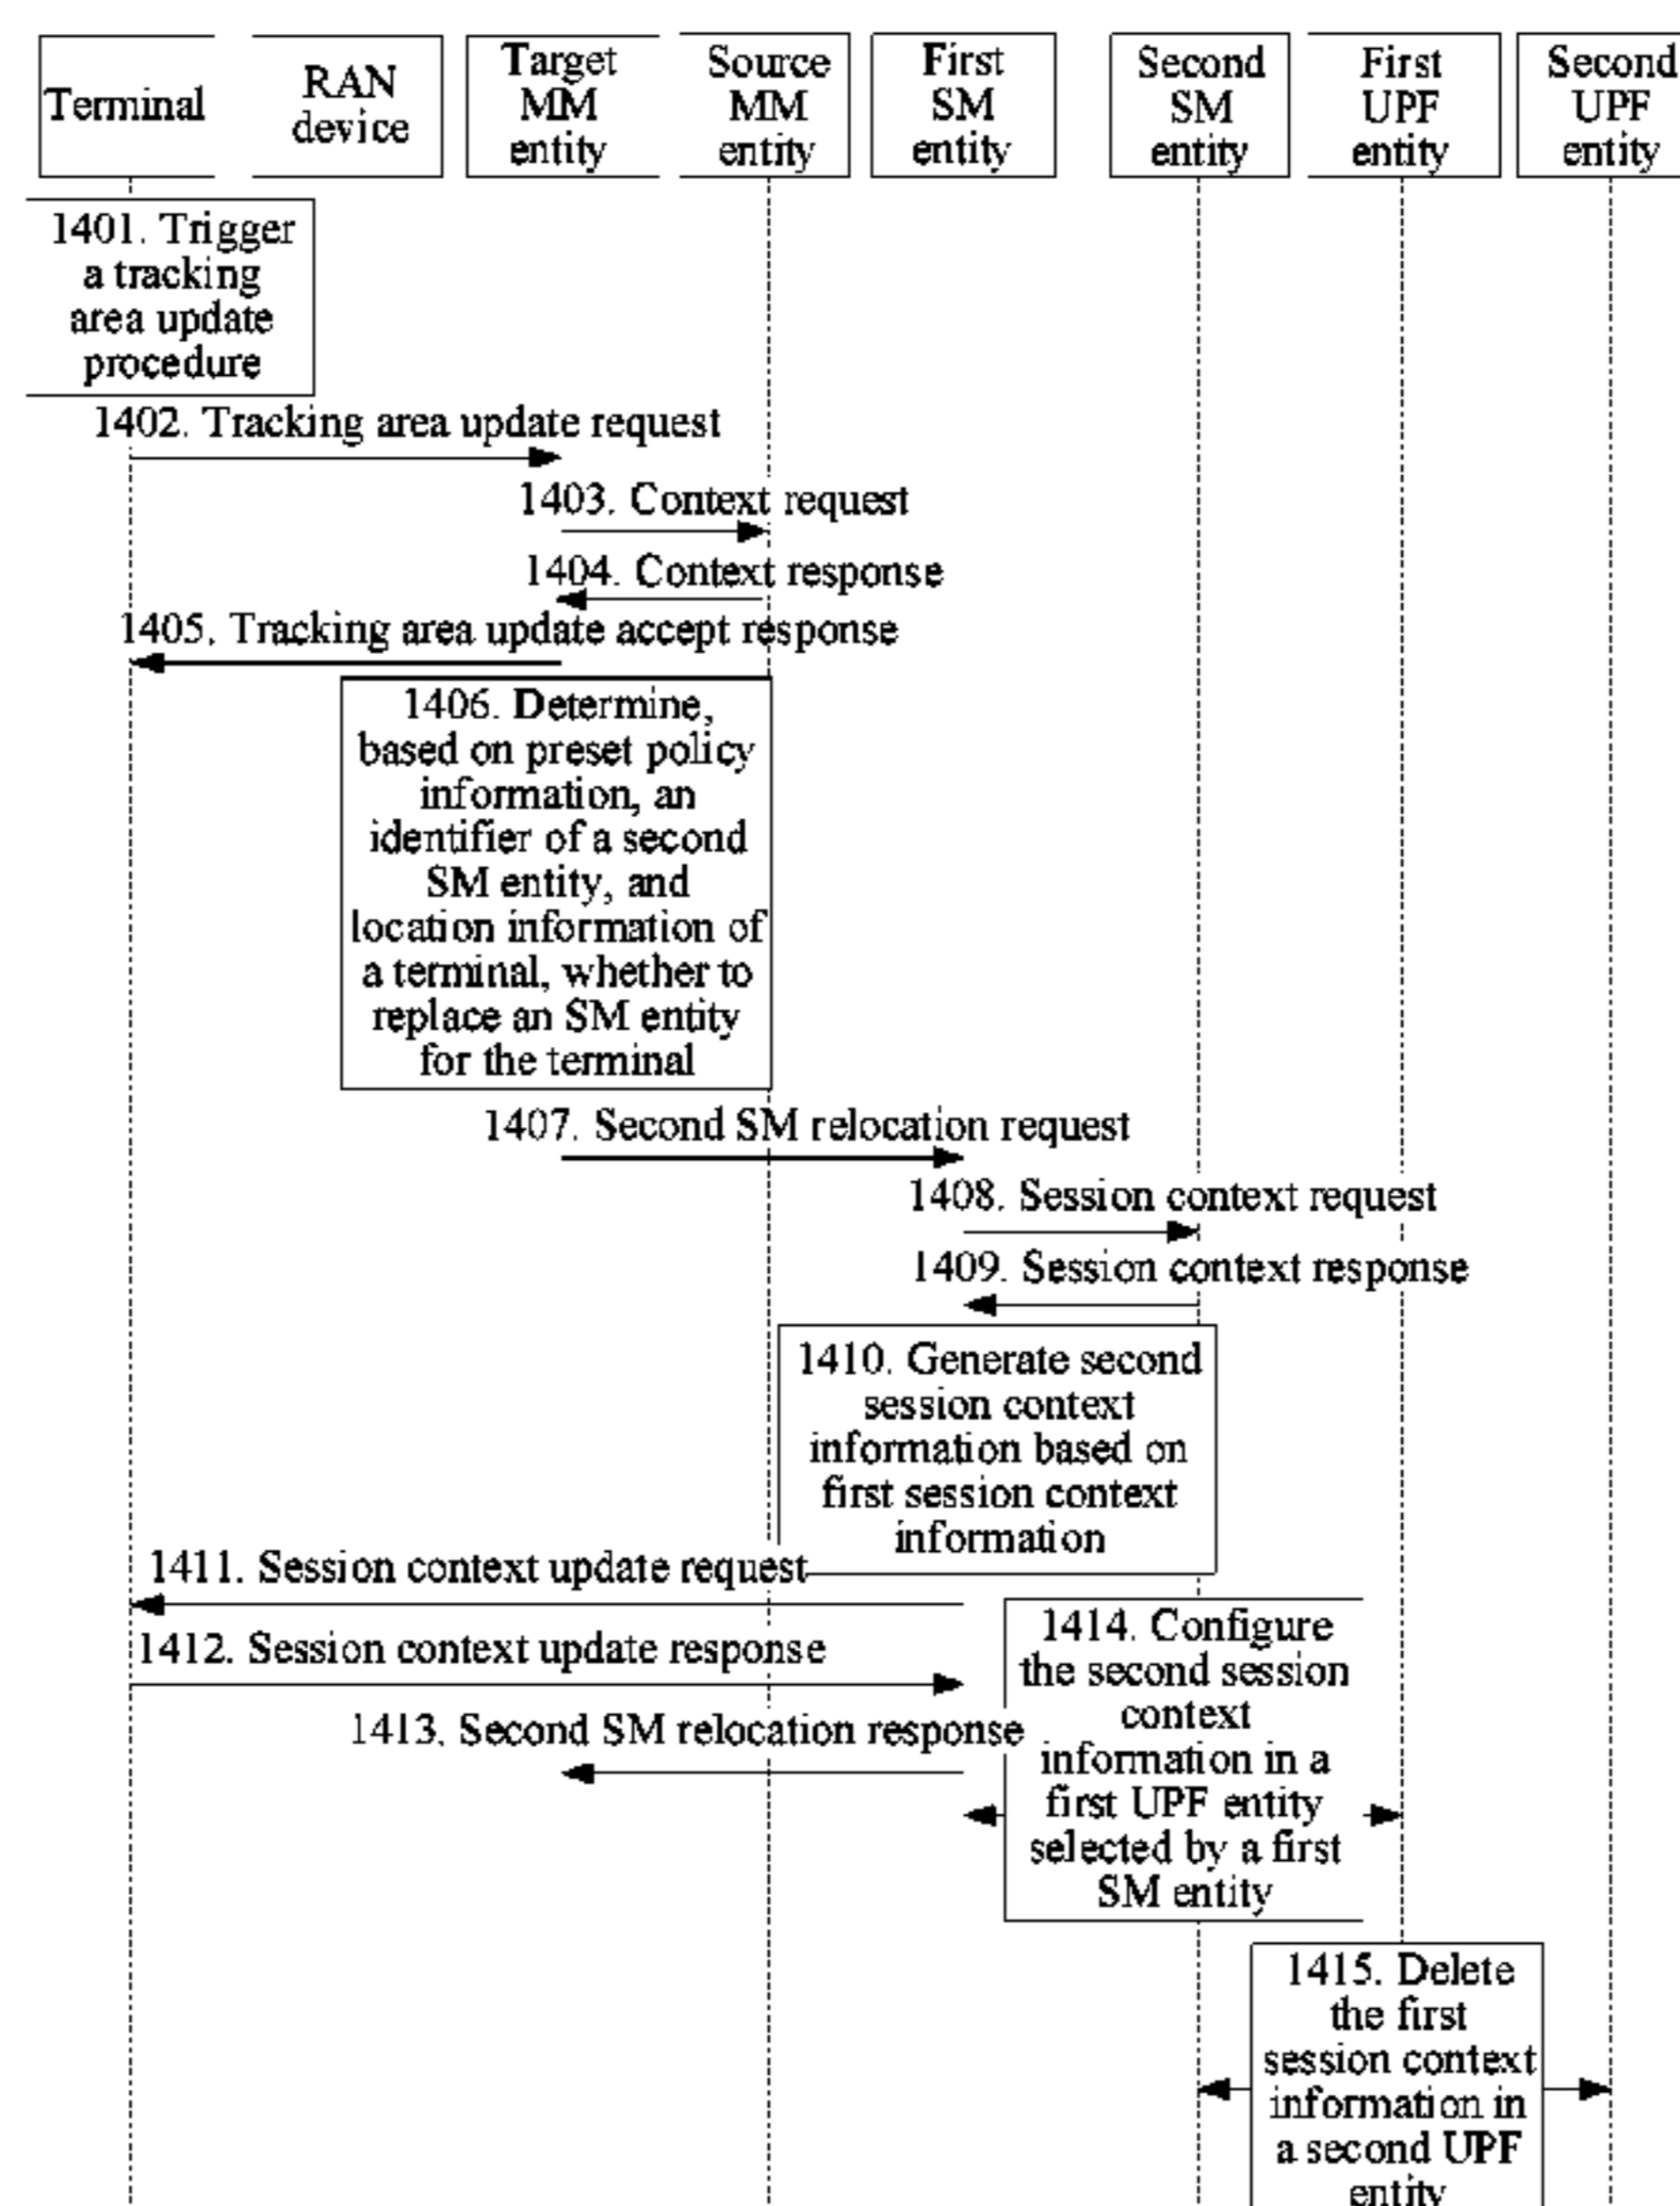 Terminal
RAN
device
Target
MM
entity
Source
MM
entity
First
SM
entity
Second
SM
entity
First
UPF
entity
Second
UPF
entity
1401. Trigger
a tracking
area update
procedure
1402. Tracking area update request
1403. Context request
1404. Context response
1405. Tracking area update accept response
1406. Determine,
based on preset policy
information, an
identifier of a second
SM entity, and
location information of
a terminal, whether to
replace an SM entity
for the terminal
1407. Second SM relocation request
1408. Session context request
1409. Session context response
1410. Generate second
session context
information based on
first session context
information
1411. Session context update request
1412. Session context update response
1413. Second SM relocation response
1414. Configure
the second session
context
information in a
first UPF entity
selected by a first
SM entity
1415. Delete
the first
session context
information in
a second UPF
entity